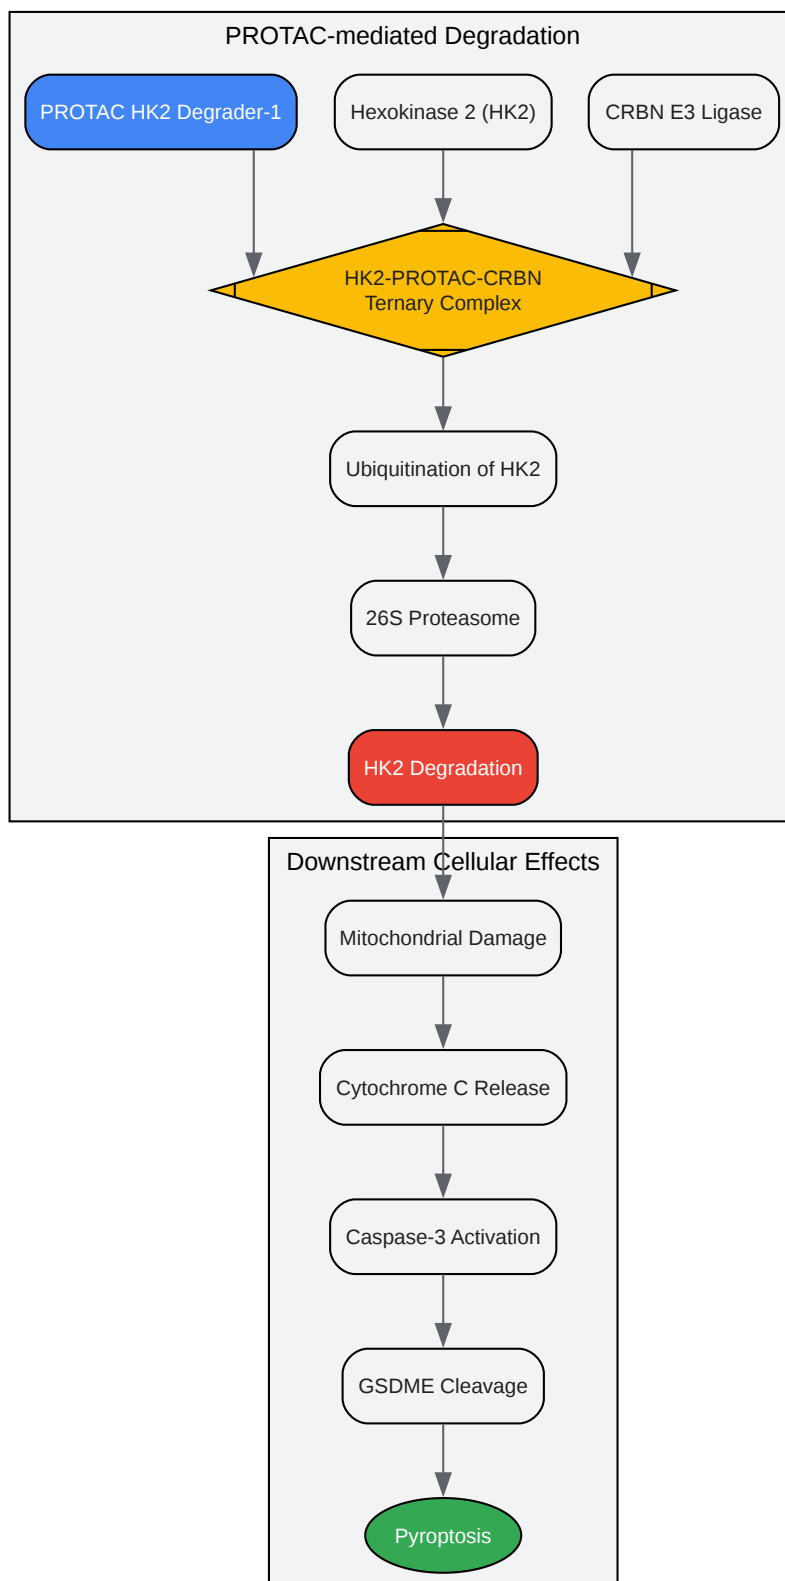 PROTAC-mediated Degradation
PROTAC HK2 Degrader-1
Hexokinase 2 (HK2)
CRBN E3 Ligase
HK2-PROTAC-CRBN
Ternary Complex
Ubiquitination of HK2
26S Proteasome
HK2 Degradation
Downstream Cellular Effects
Mitochondrial Damage
Cytochrome C Release
Caspase-3 Activation
GSDME Cleavage
Pyroptosis